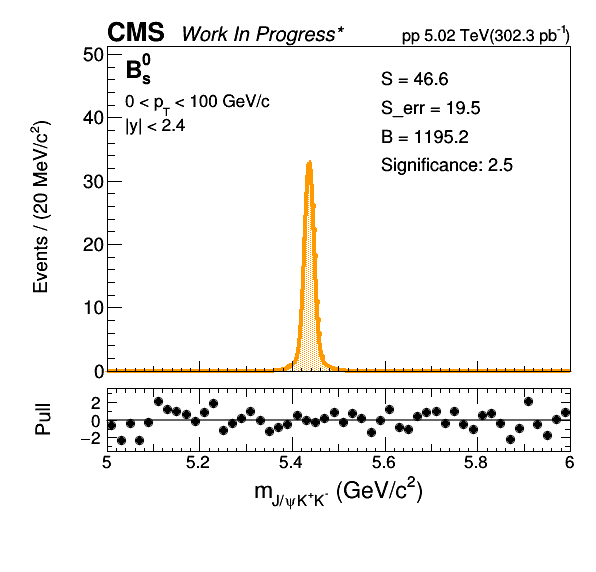 CMS Work In Progress* pp 5.02 TeV(302.3 pb⁻¹)
B⁰ₛ
0 < p_T < 100 GeV/c
|y| < 2.4
S = 46.6
S_err = 19.5
B = 1195.2
Significance: 2.5
Events / (20 MeV/c²)
50
40
30
20
10
0
Pull
2
0
−2
5 5.2 5.4 5.6 5.8 6
m_{J/ψK⁺K⁻} (GeV/c²)